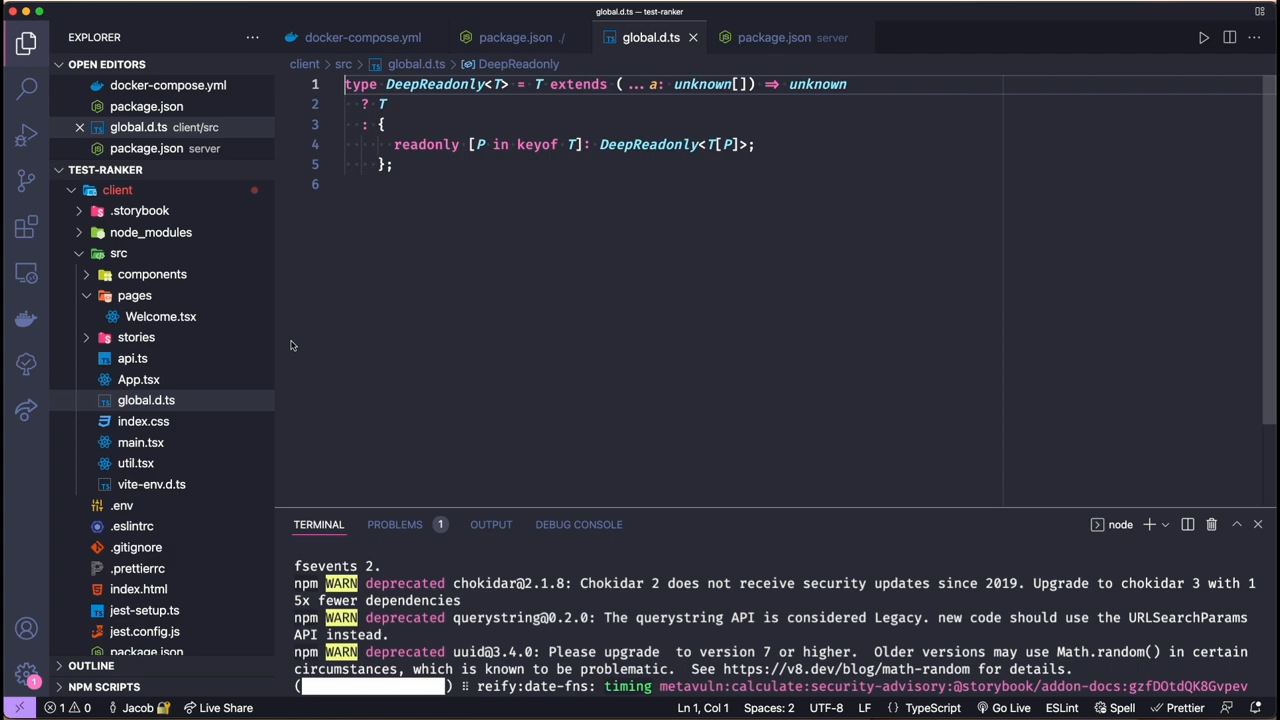 global.d.ts — test-ranker
EXPLORER
docker-compose.yml
package.json ./
global.d.ts
package.json server
OPEN EDITORS
docker-compose.yml
package.json
global.d.ts client/src
package.json server
TEST-RANKER
client
.storybook
node_modules
src
components
pages
Welcome.tsx
stories
api.ts
App.tsx
global.d.ts
index.css
main.tsx
util.tsx
vite-env.d.ts
.env
.eslintrc
.gitignore
.prettierrc
index.html
jest-setup.ts
jest.config.js
package.json
OUTLINE
NPM SCRIPTS
client > src > global.d.ts > DeepReadonly
1 type DeepReadonly<T> = T extends (...a: unknown[]) => unknown
2 ? T
3 : {
4 readonly [P in keyof T]: DeepReadonly<T[P]>;
5 };
6
TERMINAL PROBLEMS 1 OUTPUT DEBUG CONSOLE
node
fsevents 2.
npm WARN deprecated chokidar@2.1.8: Chokidar 2 does not receive security updates since 2019. Upgrade to chokidar 3 with 1
5x fewer dependencies
npm WARN deprecated querystring@0.2.0: The querystring API is considered Legacy. new code should use the URLSearchParams
API instead.
npm WARN deprecated uuid@3.4.0: Please upgrade to version 7 or higher. Older versions may use Math.random() in certain
circumstances, which is known to be problematic. See https://v8.dev/blog/math-random for details.
( ) ⠸ reify:date-fns: timing metavuln:calculate:security-advisory:@storybook/addon-docs:gzfDOtdQK8Gvpev
1
1 0 Jacob Live Share Ln 1, Col 1 Spaces: 2 UTF-8 LF {} TypeScript Go Live ESLint Spell Prettier